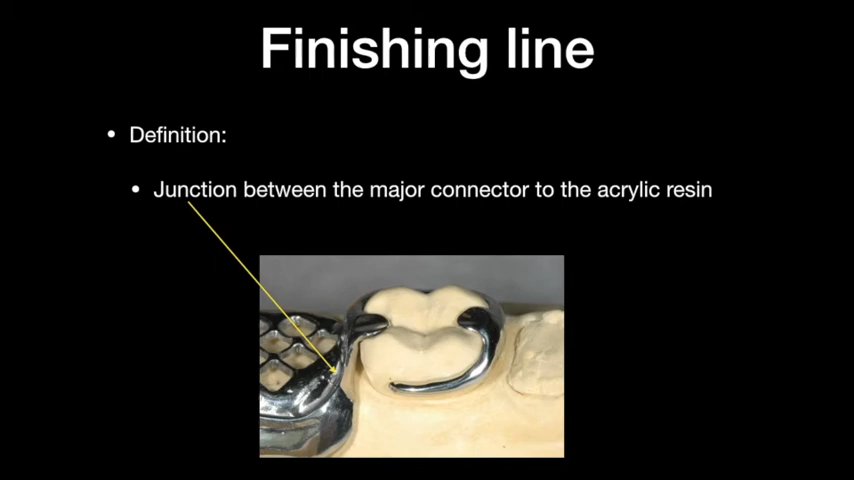 Finishing line
• Definition:
• Junction between the major connector to the acrylic resin